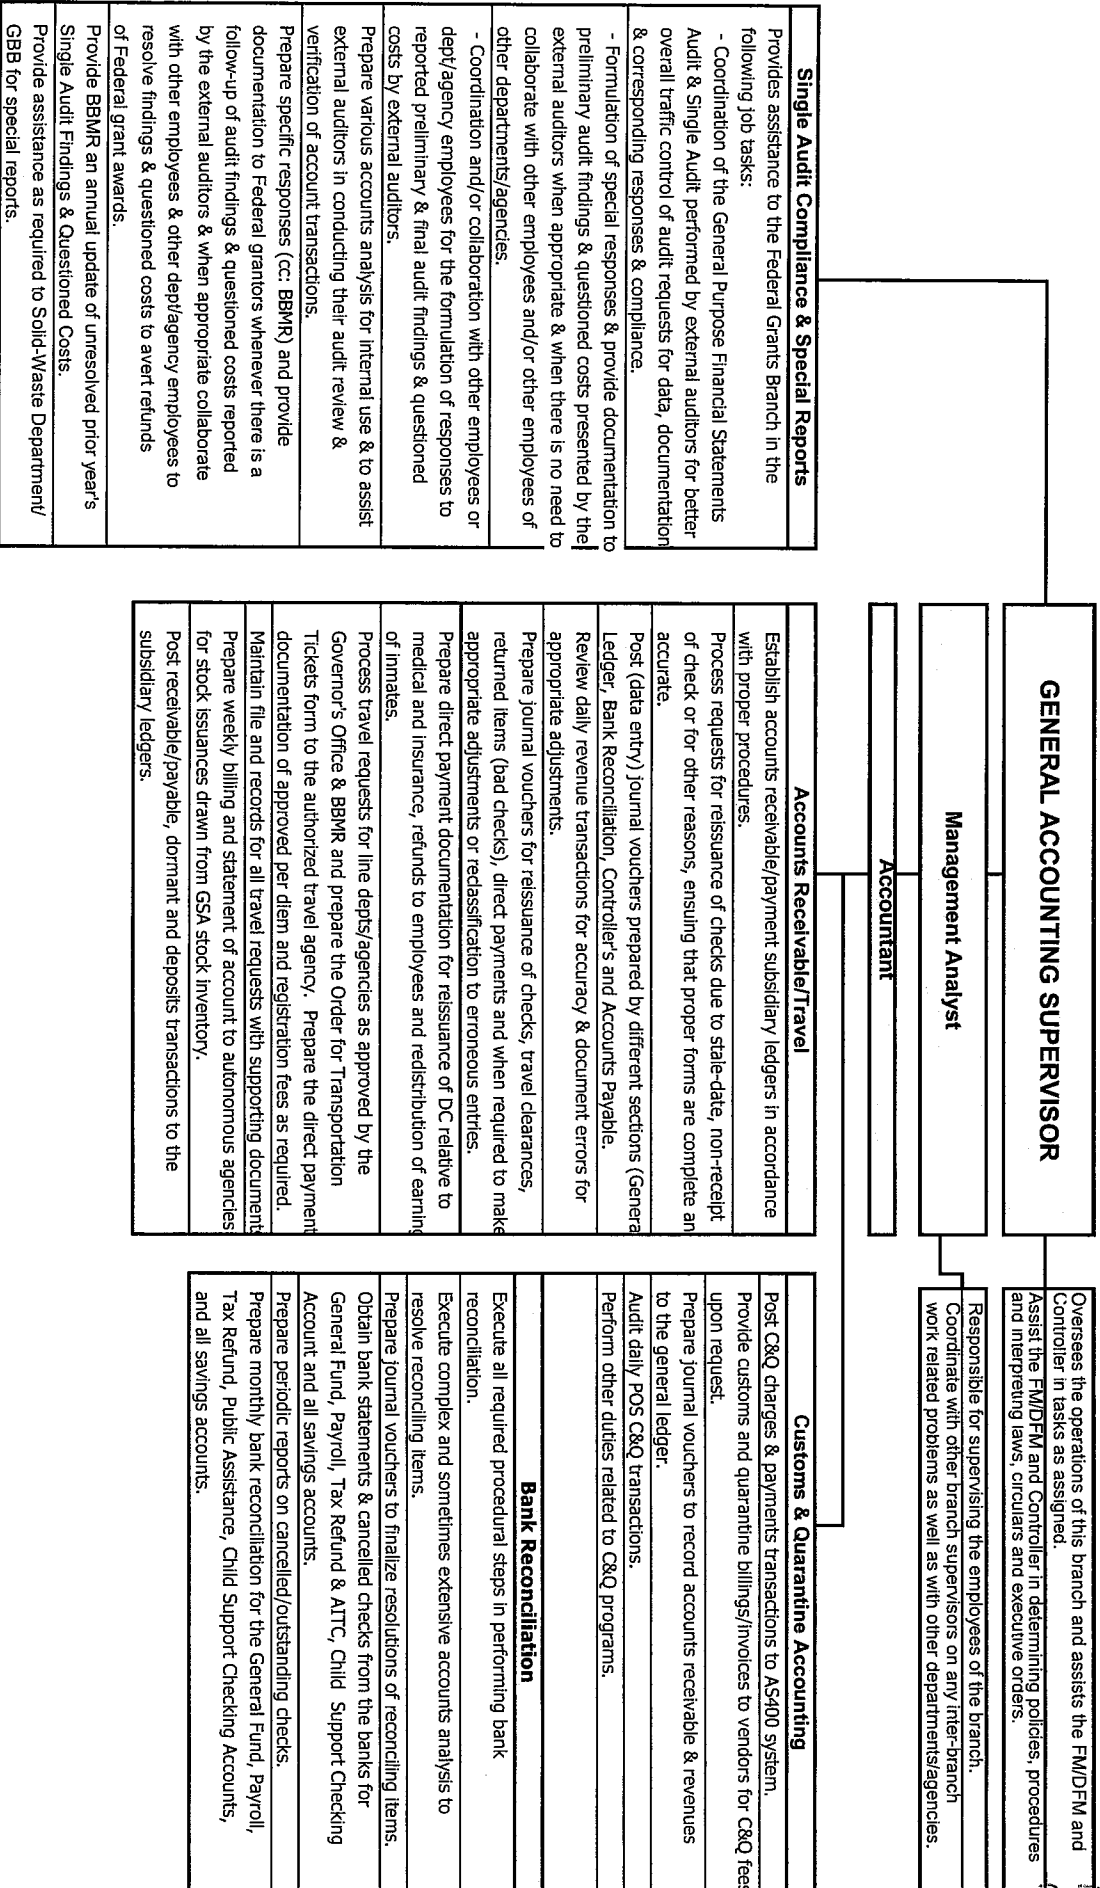 GENERAL ACCOUNTING SUPERVISOR
Oversees the operations of this branch and assists the FM/DFM and
Controller in tasks as assigned.
Assist the FM/DFM and Controller in determining policies, procedures
and interpreting laws, circulars and executive orders.
Management Analyst
Responsible for supervising the employees of the branch.
Coordinate with other branch supervisors on any inter-branch
work related problems as well as with other departments/agencies.
Accountant
Single Audit Compliance & Special Reports
Provides assistance to the Federal Grants Branch in the
following job tasks:
- Coordination of the General Purpose Financial Statements
Audit & Single Audit performed by external auditors for better
overall traffic control of audit requests for data, documentation
& corresponding responses & compliance.
- Formulation of special responses & provide documentation to
preliminary audit findings & questioned costs presented by the
external auditors when appropriate & when there is no need to
collaborate with other employees and/or other employees of
other departments/agencies.
- Coordination and/or collaboration with other employees or
dept/agency employees for the formulation of responses to
reported preliminary & final audit findings & questioned
costs by external auditors.
Prepare various accounts analysis for internal use & to assist
external auditors in conducting their audit review &
verification of account transactions.
Prepare specific responses (cc: BBMR) and provide
documentation to Federal grantors whenever there is a
follow-up of audit findings & questioned costs reported
by the external auditors & when appropriate collaborate
with other employees & other dept/agency employees to
resolve findings & questioned costs to avert refunds
of Federal grant awards.
Provide BBMR an annual update of unresolved prior year's
Single Audit Findings & Questioned Costs.
Provide assistance as required to Solid-Waste Department/
GBB for special reports.
Accounts Receivable/Travel
Establish accounts receivable/payment subsidiary ledgers in accordance
with proper procedures.
Process requests for reissuance of checks due to stale-date, non-receipt
of check or for other reasons, ensuing that proper forms are complete an
accurate.
Post (data entry) journal vouchers prepared by different sections (Genera
Ledger, Bank Reconciliation, Controller's and Accounts Payable.
Review daily revenue transactions for accuracy & document errors for
appropriate adjustments.
Prepare journal vouchers for reissuance of checks, travel clearances,
returned items (bad checks), direct payments and when required to make
appropriate adjustments or reclassification to erroneous entries.
Prepare direct payment documentation for reissuance of DC relative to
medical and insurance, refunds to employees and redistribution of earning
of inmates.
Process travel requests for line depts/agencies as approved by the
Governor's Office & BBMR and prepare the Order for Transportation
Tickets form to the authorized travel agency. Prepare the direct payment
documentation of approved per diem and registration fees as required.
Maintain file and records for all travel requests with supporting document
Prepare weekly billing and statement of account to autonomous agencies
for stock issuances drawn from GSA stock inventory.
Post receivable/payable, dormant and deposits transactions to the
subsidiary ledgers.
Customs & Quarantine Accounting
Post C&Q charges & payments transactions to AS400 system.
Provide customs and quarantine billings/invoices to vendors for C&Q fees
upon request.
Prepare journal vouchers to record accounts receivable & revenues
to the general ledger.
Audit daily POS C&Q transactions.
Perform other duties related to C&Q programs.
Bank Reconciliation
Execute all required procedural steps in performing bank
reconciliation.
Execute complex and sometimes extensive accounts analysis to
resolve reconciling items.
Prepare journal vouchers to finalize resolutions of reconciling items.
Obtain bank statements & cancelled checks from the banks for
General Fund, Payroll, Tax Refund & AITC, Child Support Checking
Account and all savings accounts.
Prepare periodic reports on cancelled/outstanding checks.
Prepare monthly bank reconciliation for the General Fund, Payroll,
Tax Refund, Public Assistance, Child Support Checking Accounts,
and all savings accounts.